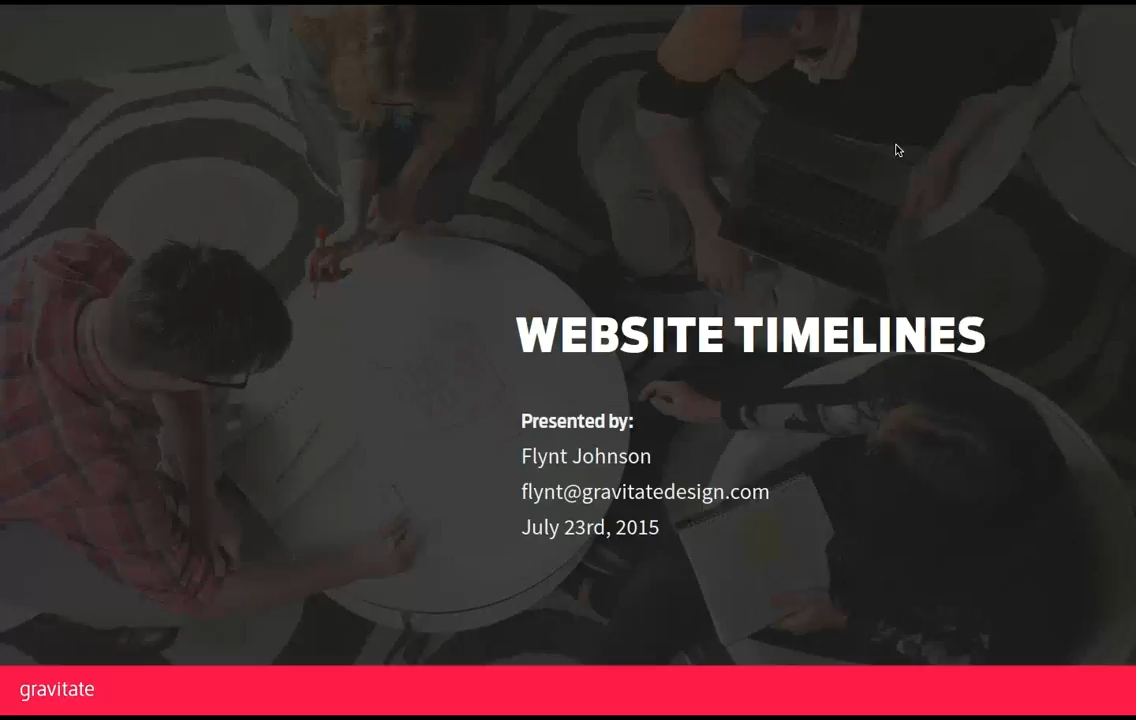 WEBSITE TIMELINES
Presented by:
Flynt Johnson
flynt@gravitatedesign.com
July 23rd, 2015
gravitate